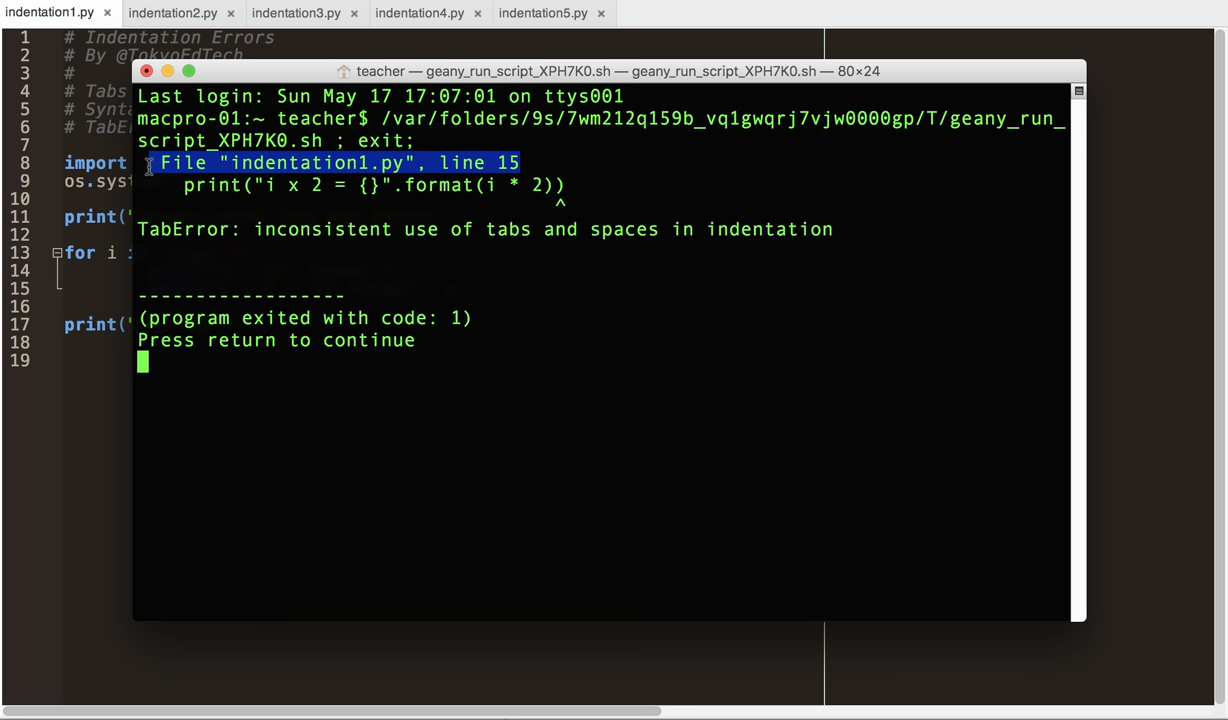 indentation1.py × indentation2.py × indentation3.py × indentation4.py × indentation5.py ×
1 # Indentation Errors
2 # By @TokyoEdTech
3 #
4 # Tabs
5 # Synta
6 # TabE
7
8 import
9 os.syst
10
11 print("
12
13 for i i
14
15
16
17 print("
18
19
teacher — geany_run_script_XPH7K0.sh — geany_run_script_XPH7K0.sh — 80×24
Last login: Sun May 17 17:07:01 on ttys001
macpro-01:~ teacher$ /var/folders/9s/7wm212q159b_vq1gwqrj7vjw0000gp/T/geany_run_
script_XPH7K0.sh ; exit;
File "indentation1.py", line 15
print("i x 2 = {}".format(i * 2))
^
TabError: inconsistent use of tabs and spaces in indentation
------------------
(program exited with code: 1)
Press return to continue